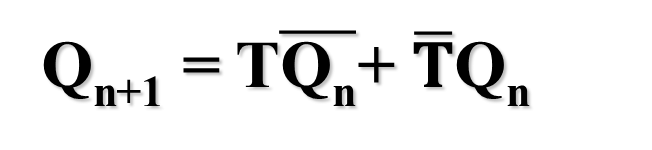 Qₙ₊₁ = TQ̅ₙ + T̿Qₙ